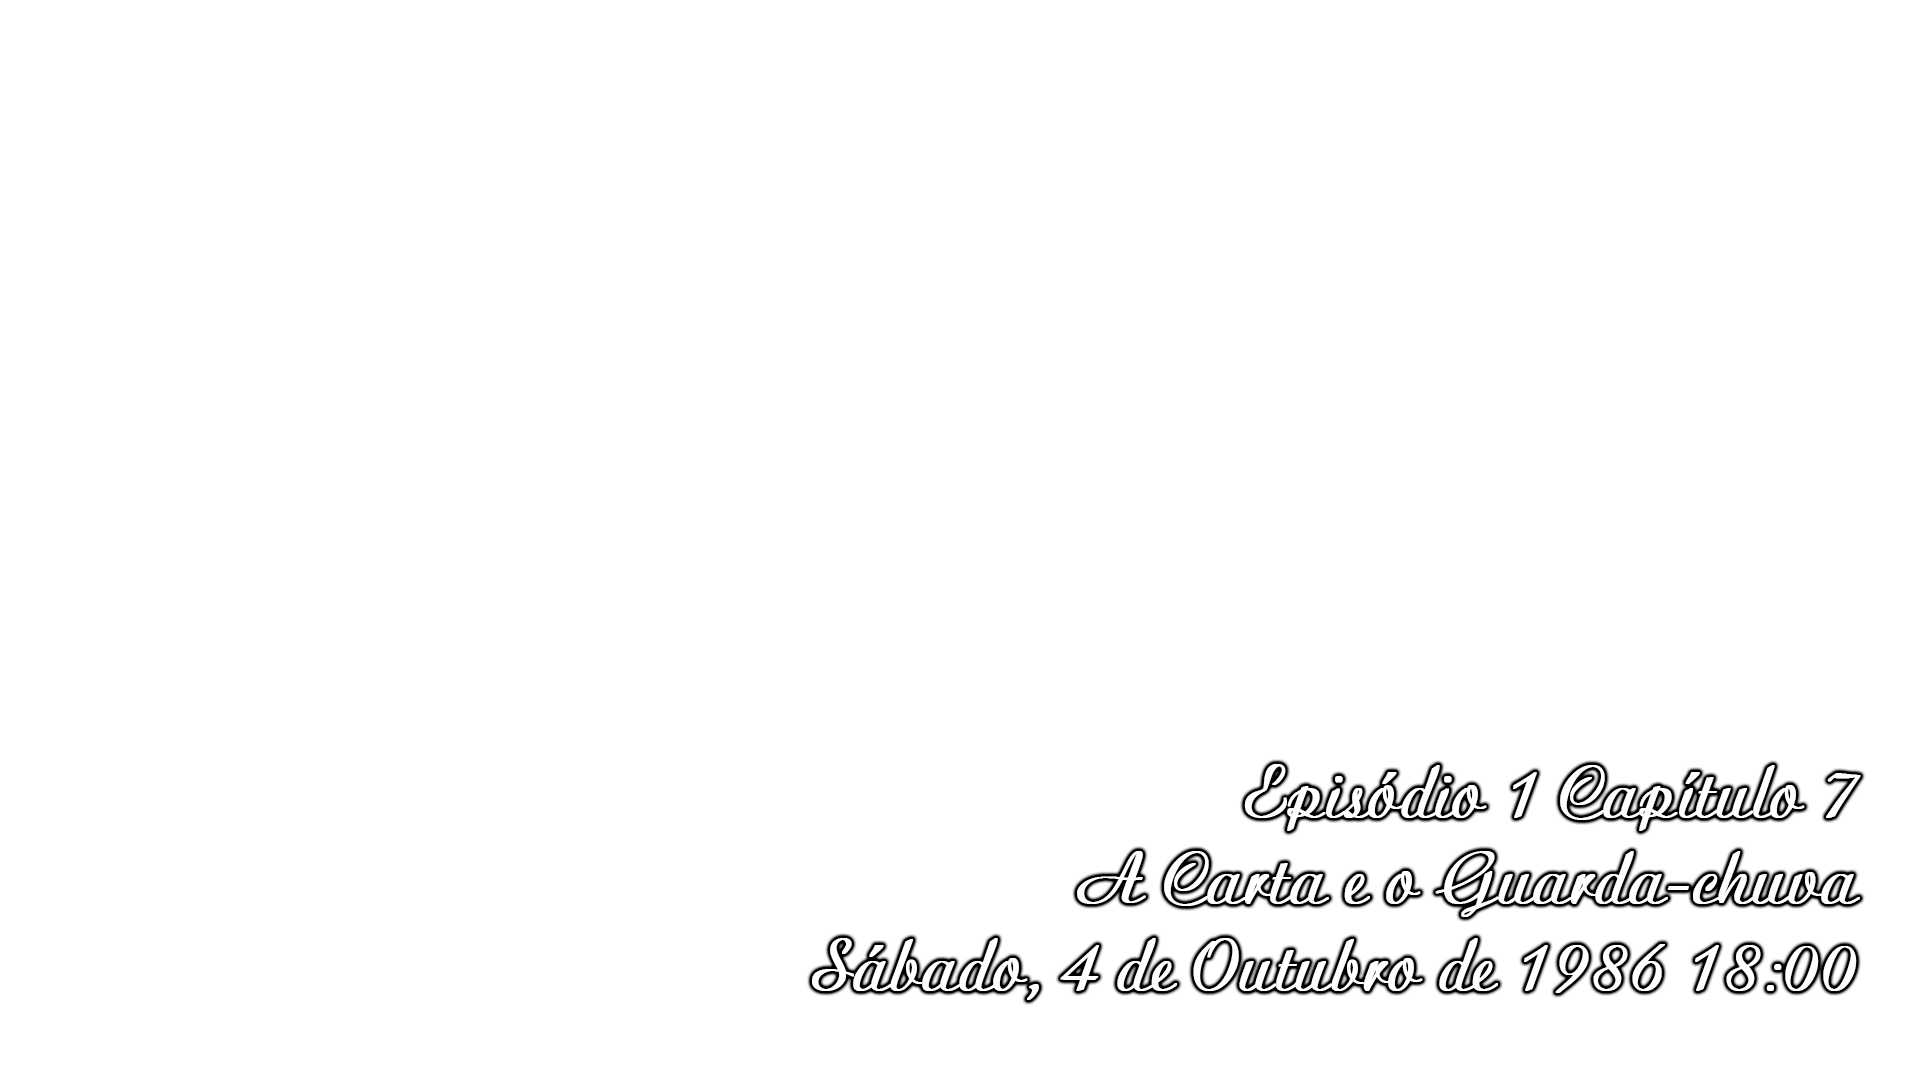 Episódio 1 Capítulo 7
A Carta e o Guarda-chuva
Sábado, 4 de Outubro de 1986 18:00